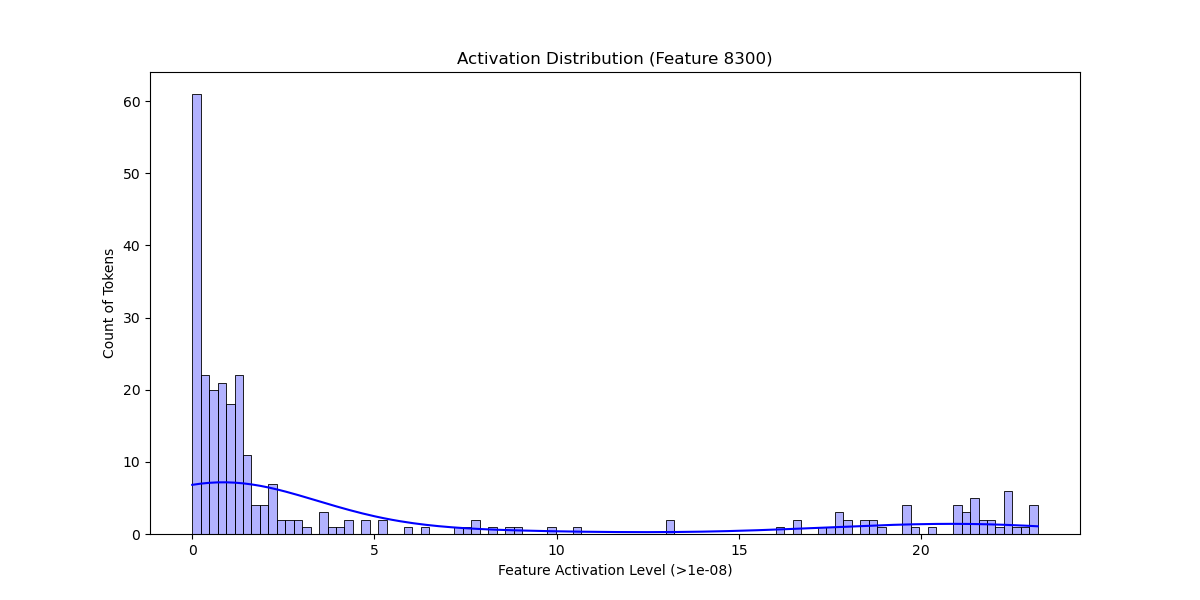 Activation Distribution (Feature 8300)
60
50
40
30
20
10
0
Count of Tokens
0 5 10 15 20
Feature Activation Level (>1e-08)